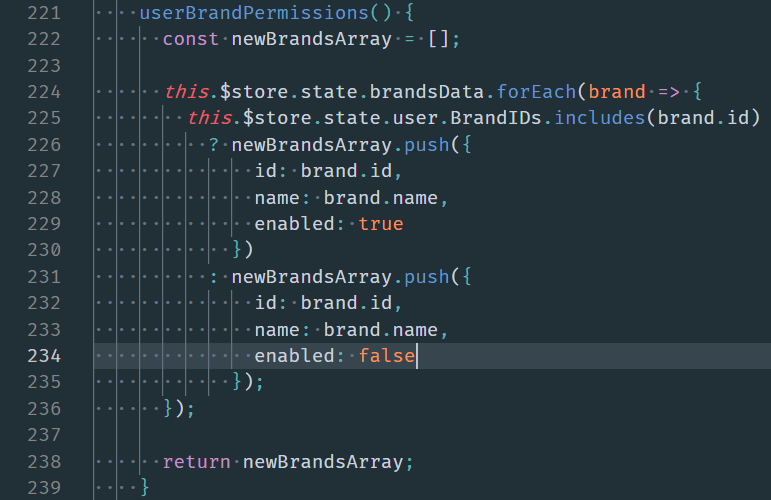 221 userBrandPermissions() {
222 const newBrandsArray = [];
223
224 this.$store.state.brandsData.forEach(brand => {
225 this.$store.state.user.BrandIDs.includes(brand.id)
226 ? newBrandsArray.push({
227 id: brand.id,
228 name: brand.name,
229 enabled: true
230 })
231 : newBrandsArray.push({
232 id: brand.id,
233 name: brand.name,
234 enabled: false
235 });
236 });
237
238 return newBrandsArray;
239 }